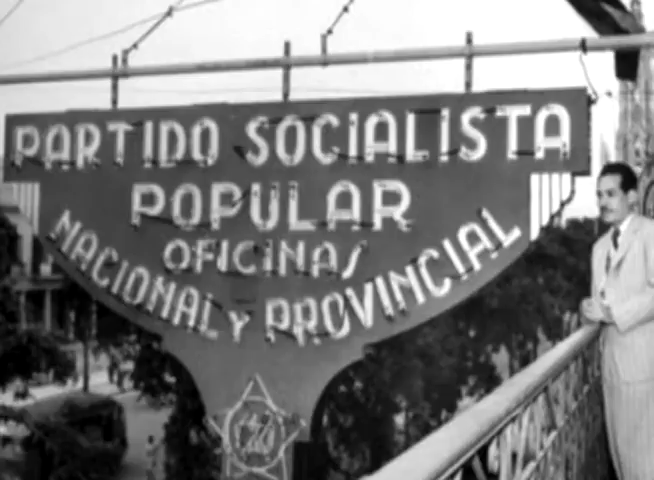 PARTIDO SOCIALISTA
POPULAR
OFICINAS
NACIONAL Y PROVINCIAL